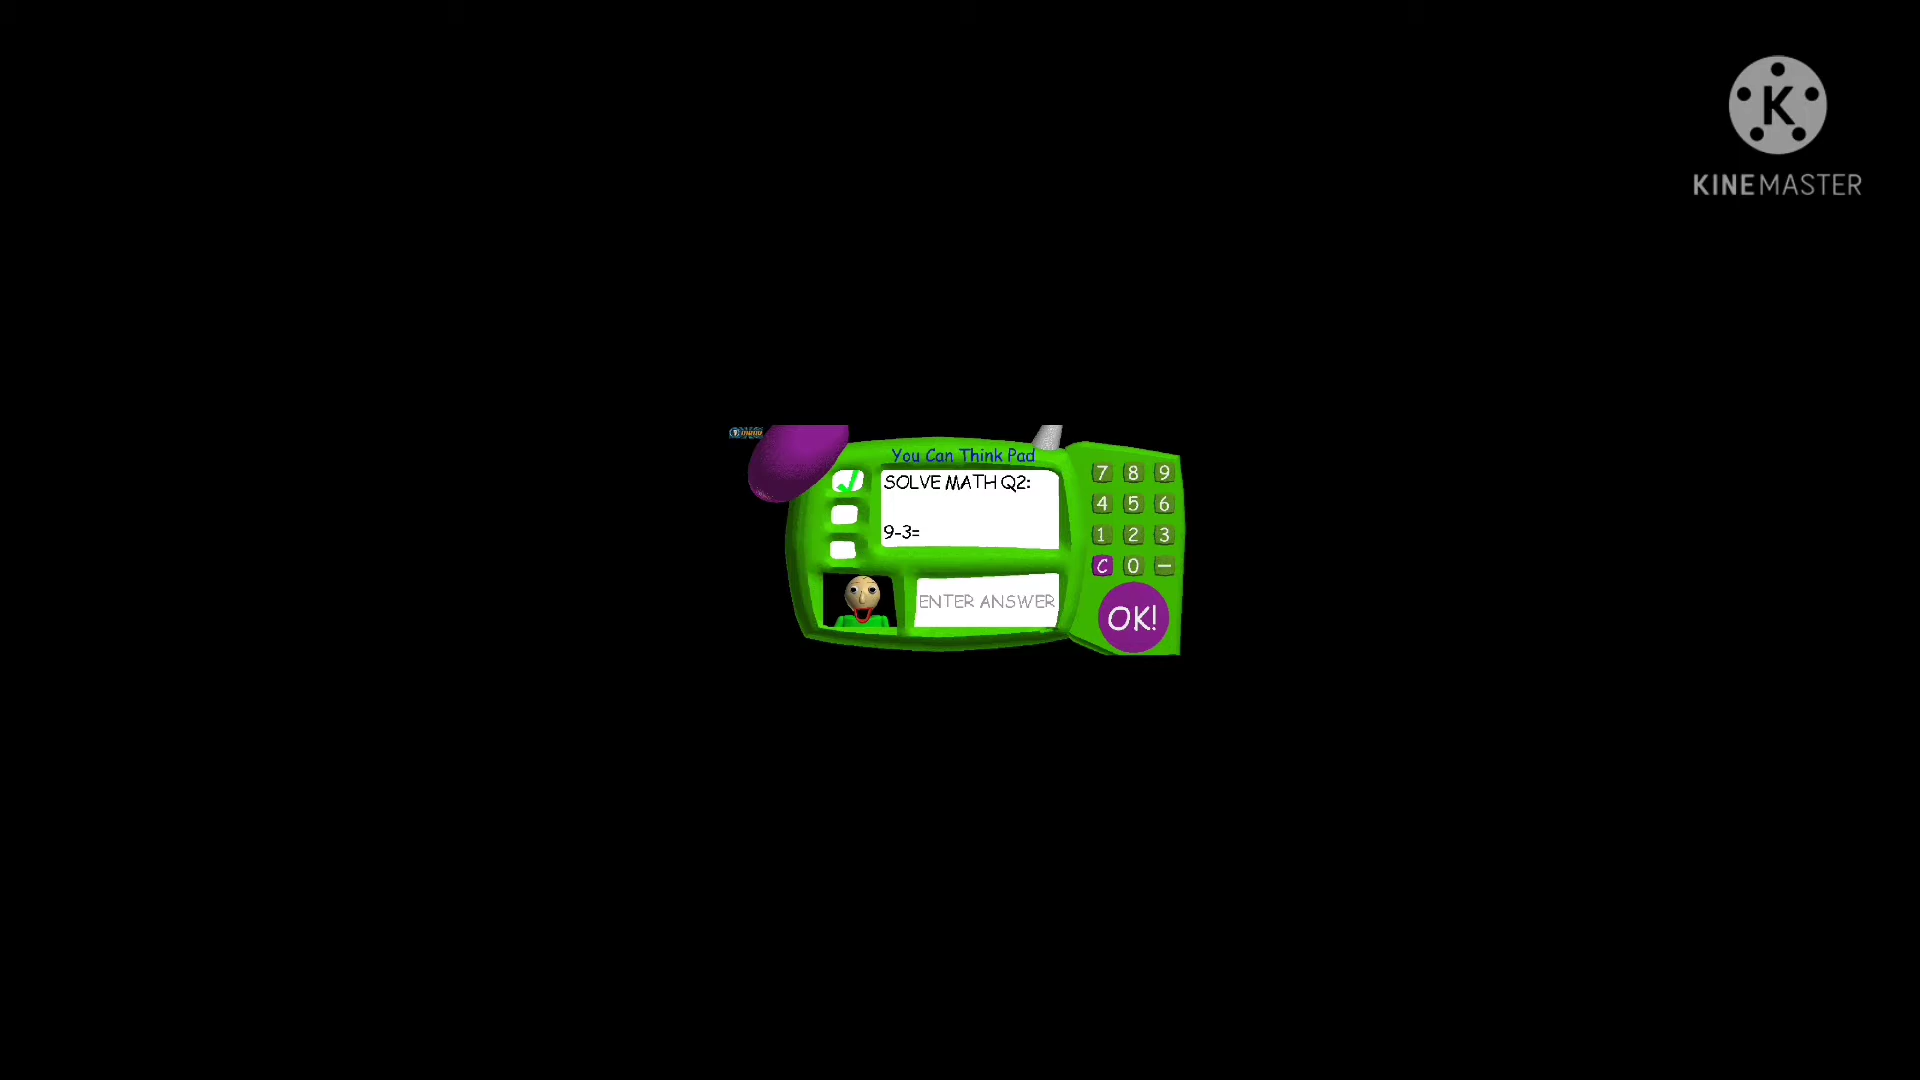 K
KINEMASTER
You Can Think Pad
SOLVE MATH Q2:
9-3=
ENTER ANSWER
7 8 9
4 5 6
1 2 3
C 0 −
OK!